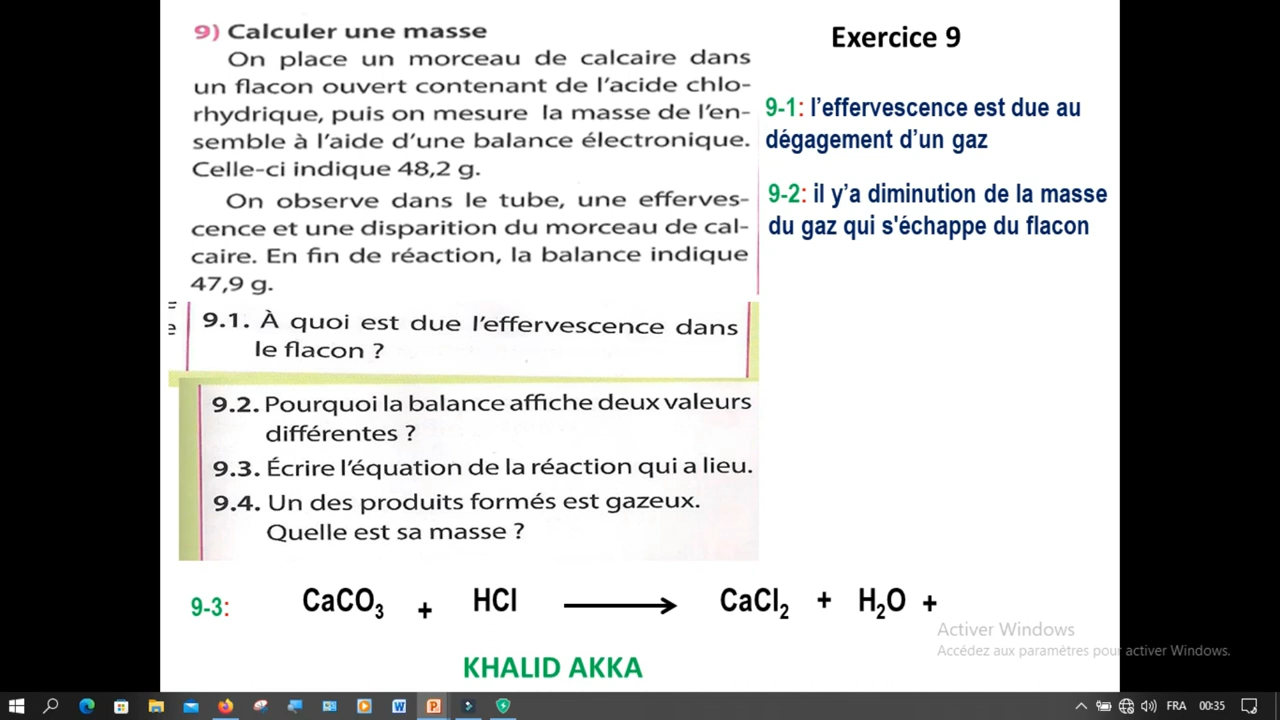 9) Calculer une masse
On place un morceau de calcaire dans
un flacon ouvert contenant de l'acide chlo-
rhydrique, puis on mesure la masse de l'en-
semble à l'aide d'une balance électronique.
Celle-ci indique 48,2 g.
On observe dans le tube, une efferves-
cence et une disparition du morceau de cal-
caire. En fin de réaction, la balance indique
47,9 g.
9.1. À quoi est due l'effervescence dans
le flacon ?
9.2. Pourquoi la balance affiche deux valeurs
différentes ?
9.3. Écrire l'équation de la réaction qui a lieu.
9.4. Un des produits formés est gazeux.
Quelle est sa masse ?
Exercice 9
9-1: l'effervescence est due au
dégagement d'un gaz
9-2: il y'a diminution de la masse
du gaz qui s'échappe du flacon
9-3: CaCO₃ + HCl ⟶ CaCl₂ + H₂O +
KHALID AKKA
Activer Windows
Accédez aux paramètres pour activer Windows.
FRA 00:35